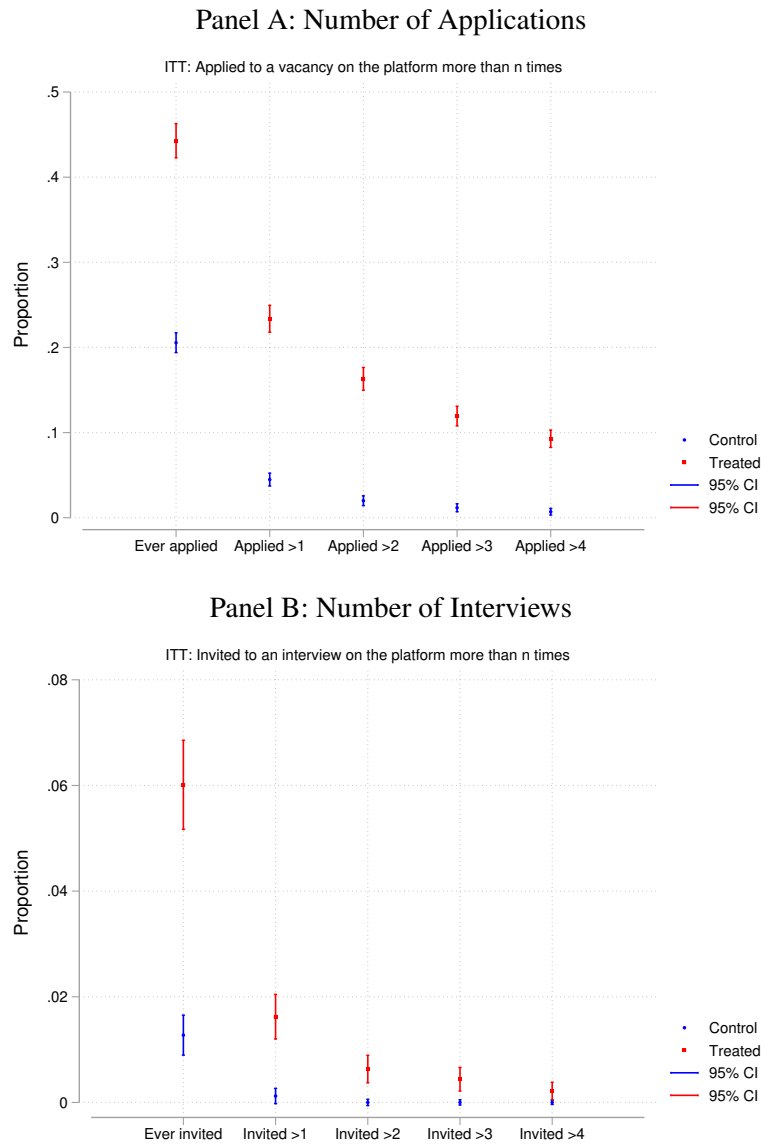 Panel A: Number of Applications
ITT: Applied to a vacancy on the platform more than n times
Proportion
.5
.4
.3
.2
.1
0
Ever applied Applied >1 Applied >2 Applied >3 Applied >4
Control
Treated
95% CI
95% CI
Panel B: Number of Interviews
ITT: Invited to an interview on the platform more than n times
Proportion
.08
.06
.04
.02
0
Ever invited Invited >1 Invited >2 Invited >3 Invited >4
Control
Treated
95% CI
95% CI